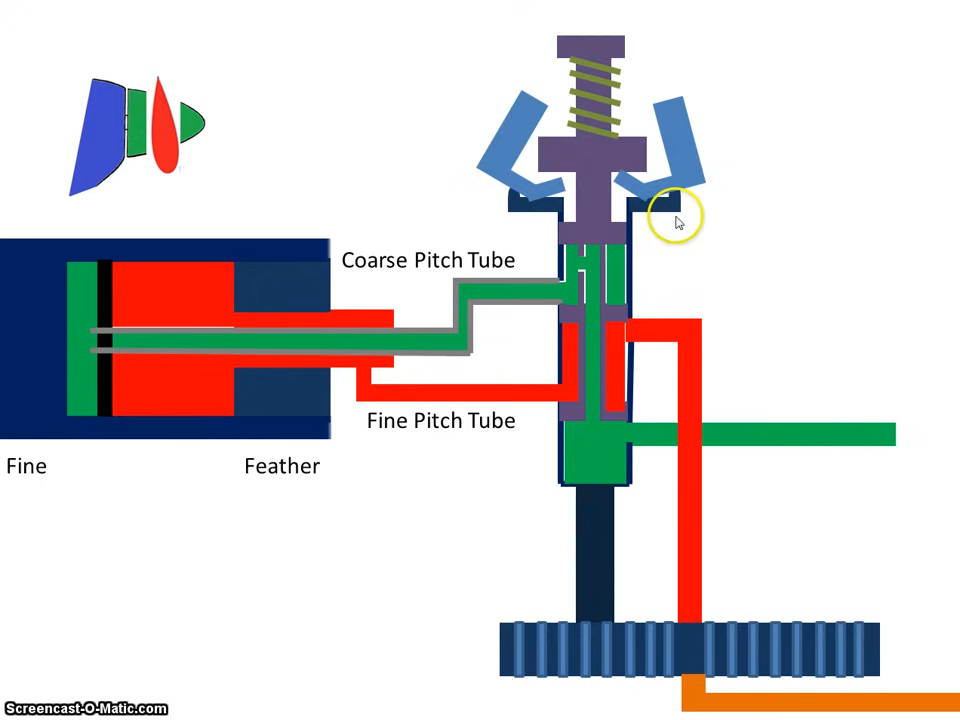 Coarse Pitch Tube
Fine Pitch Tube
Fine
Feather
Screencast-O-Matic.com